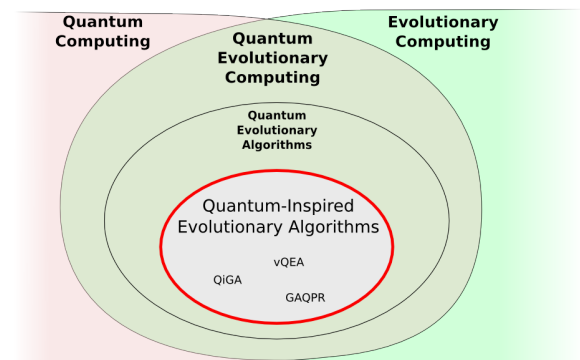 Quantum
Computing
Evolutionary
Computing
Quantum
Evolutionary
Computing
Quantum
Evolutionary
Algorithms
Quantum-Inspired
Evolutionary Algorithms
vQEA
QiGA
GAQPR